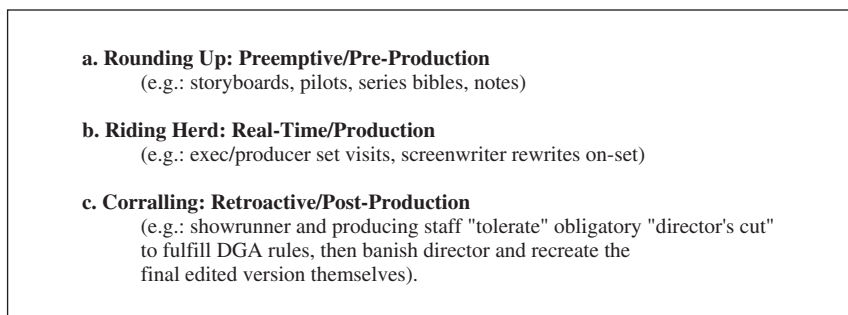 a. Rounding Up: Preemptive/Pre-Production
(e.g.: storyboards, pilots, series bibles, notes)
b. Riding Herd: Real-Time/Production
(e.g.: exec/producer set visits, screenwriter rewrites on-set)
c. Corralling: Retroactive/Post-Production
(e.g.: showrunner and producing staff "tolerate" obligatory "director's cut"
to fulfill DGA rules, then banish director and recreate the
final edited version themselves).